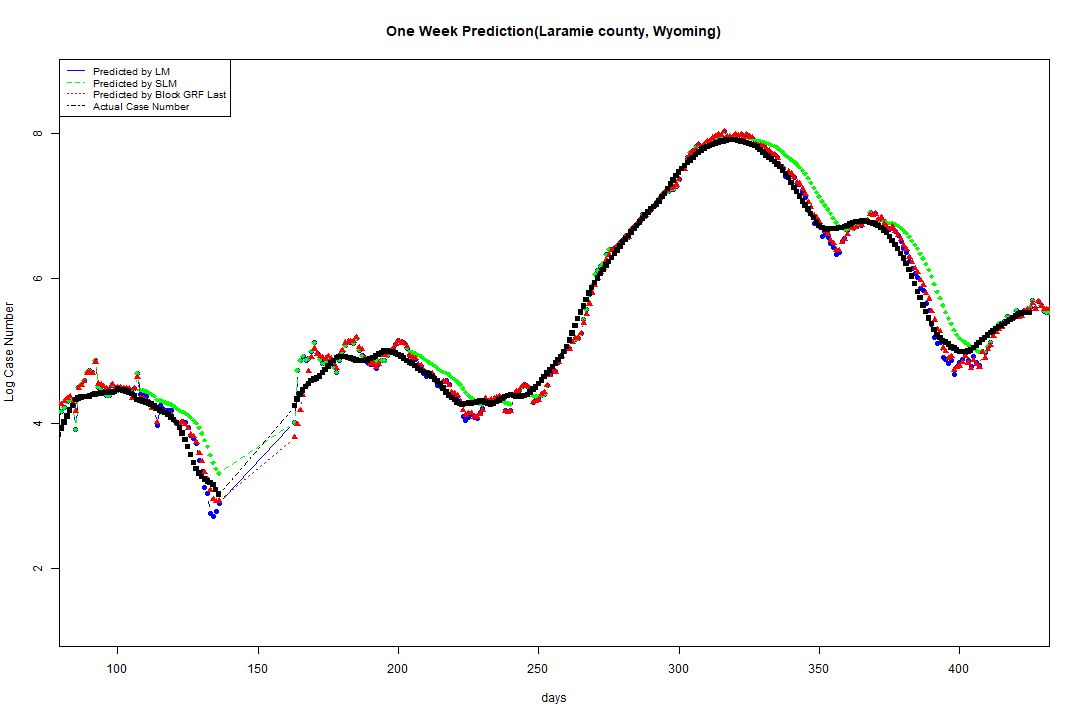 One Week Prediction(Laramie county, Wyoming)
Predicted by LM
Predicted by SLM
Predicted by Block GRF Last
Actual Case Number
8
6
4
2
Log Case Number
100 150 200 250 300 350 400
days